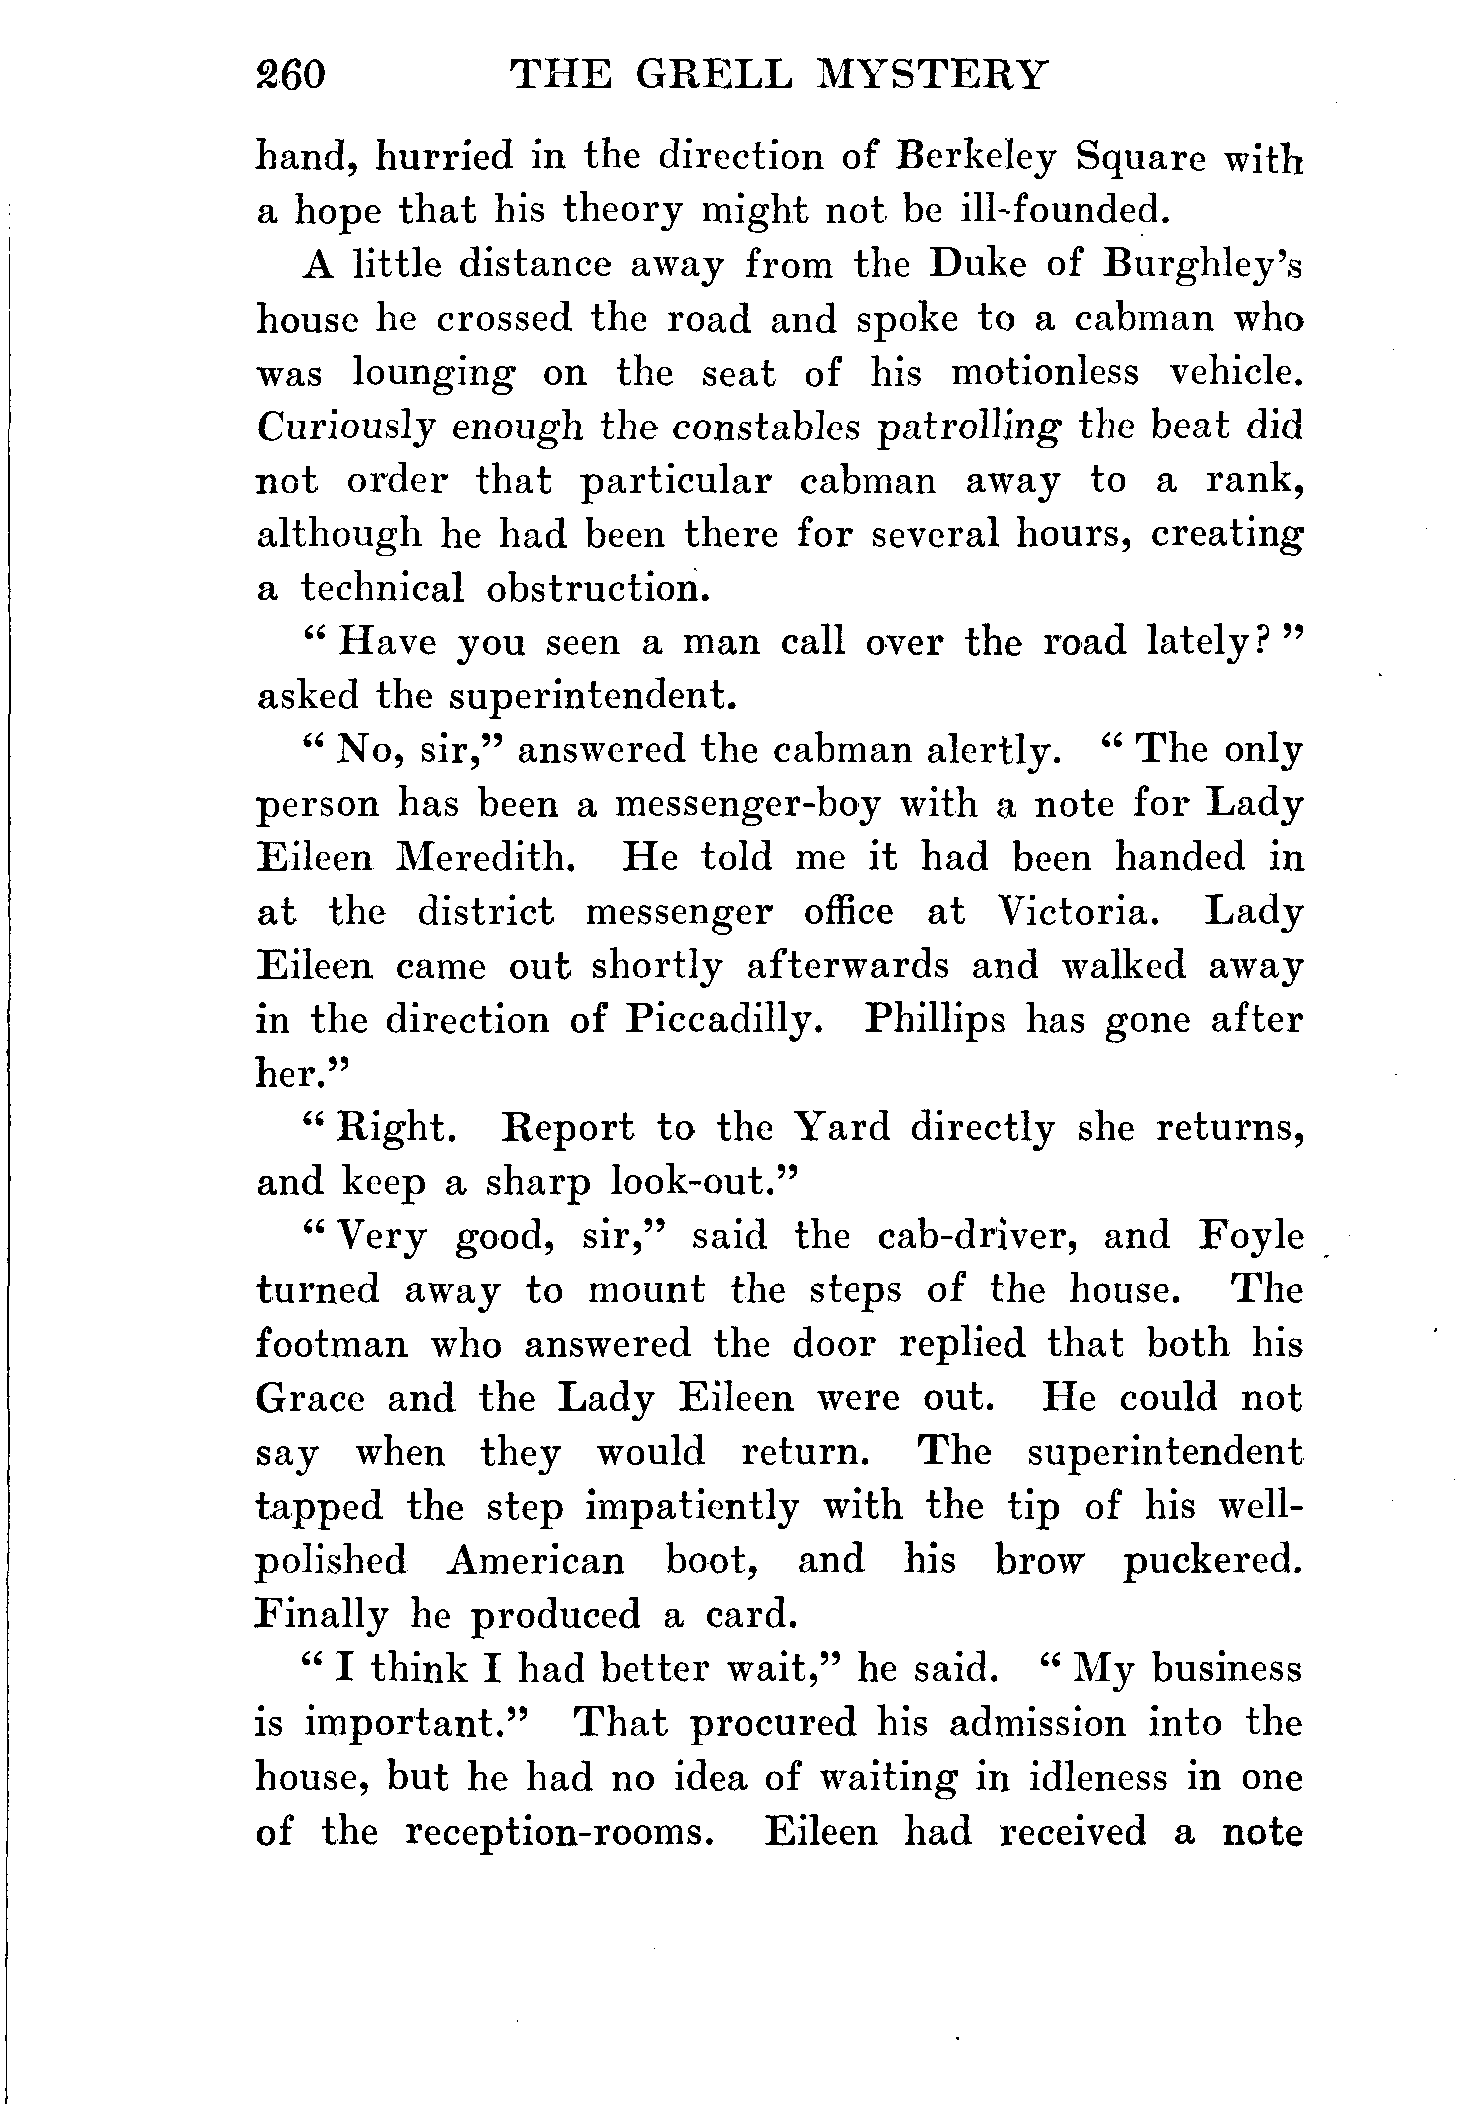 260 THE GRELL MYSTERY
hand, hurried in the direction of Berkeley Square with
a hope that his theory might not be ill-founded.
A little distance away from the Duke of Burghley's
house he crossed the road and spoke to a cabman who
was lounging on the seat of his motionless vehicle.
Curiously enough the constables patrolling the beat did
not order that particular cabman away to a rank,
although he had been there for several hours, creating
a technical obstruction.
“ Have you seen a man call over the road lately? ”
asked the superintendent.
“ No, sir,” answered the cabman alertly. “ The only
person has been a messenger-boy with a note for Lady
Eileen Meredith. He told me it had been handed in
at the district messenger office at Victoria. Lady
Eileen came out shortly afterwards and walked away
in the direction of Piccadilly. Phillips has gone after
her.”
“ Right. Report to the Yard directly she returns,
and keep a sharp look-out.”
“ Very good, sir,” said the cab-driver, and Foyle
turned away to mount the steps of the house. The
footman who answered the door replied that both his
Grace and the Lady Eileen were out. He could not
say when they would return. The superintendent
tapped the step impatiently with the tip of his well-
polished American boot, and his brow puckered.
Finally he produced a card.
“ I think I had better wait,” he said. “ My business
is important.” That procured his admission into the
house, but he had no idea of waiting in idleness in one
of the reception-rooms. Eileen had received a note